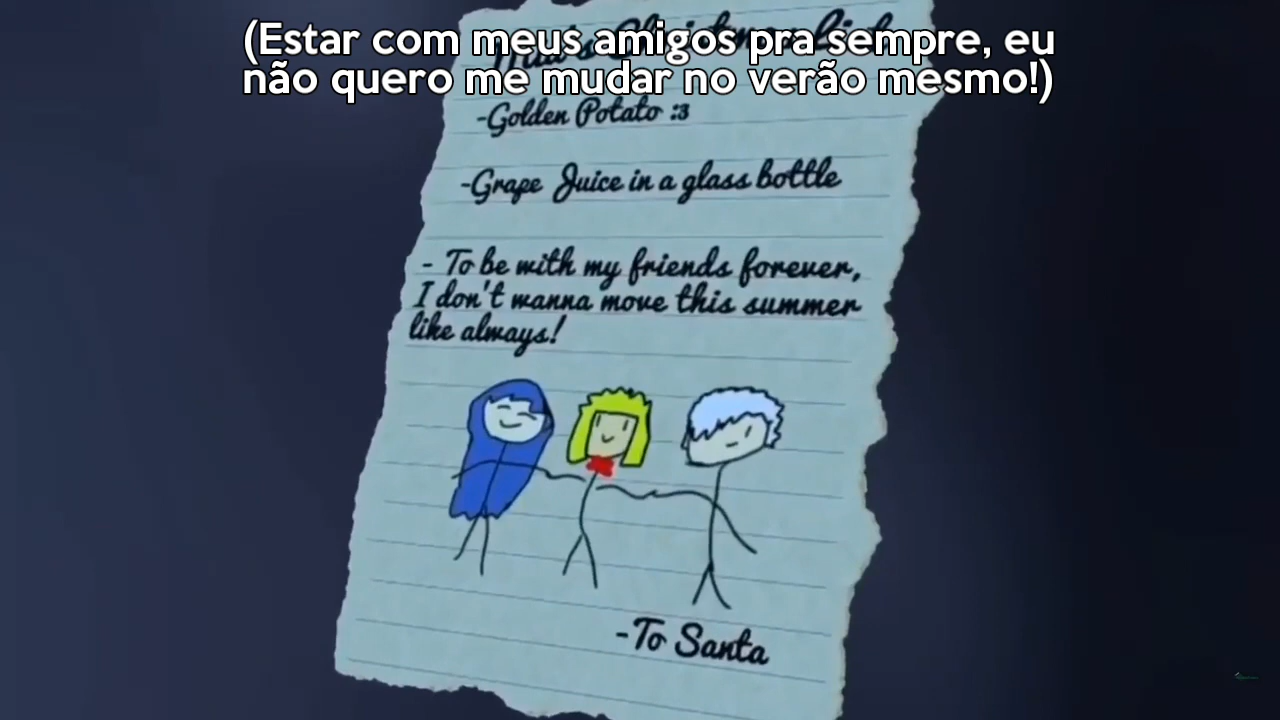 (Estar com meus amigos pra sempre, eu
não quero me mudar no verão mesmo!)
-Golden Potato :3
-Grape Juice in a glass bottle
- To be with my friends forever,
I don't wanna move this summer
like always!
-To Santa